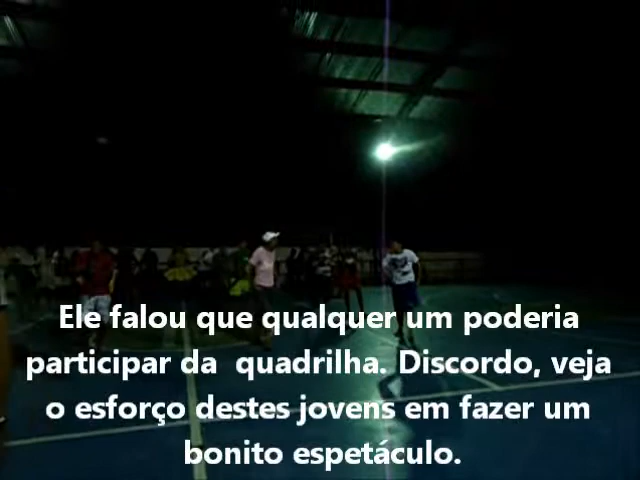 Ele falou que qualquer um poderia
participar da  quadrilha. Discordo, veja
o esforço destes jovens em fazer um
bonito espetáculo.